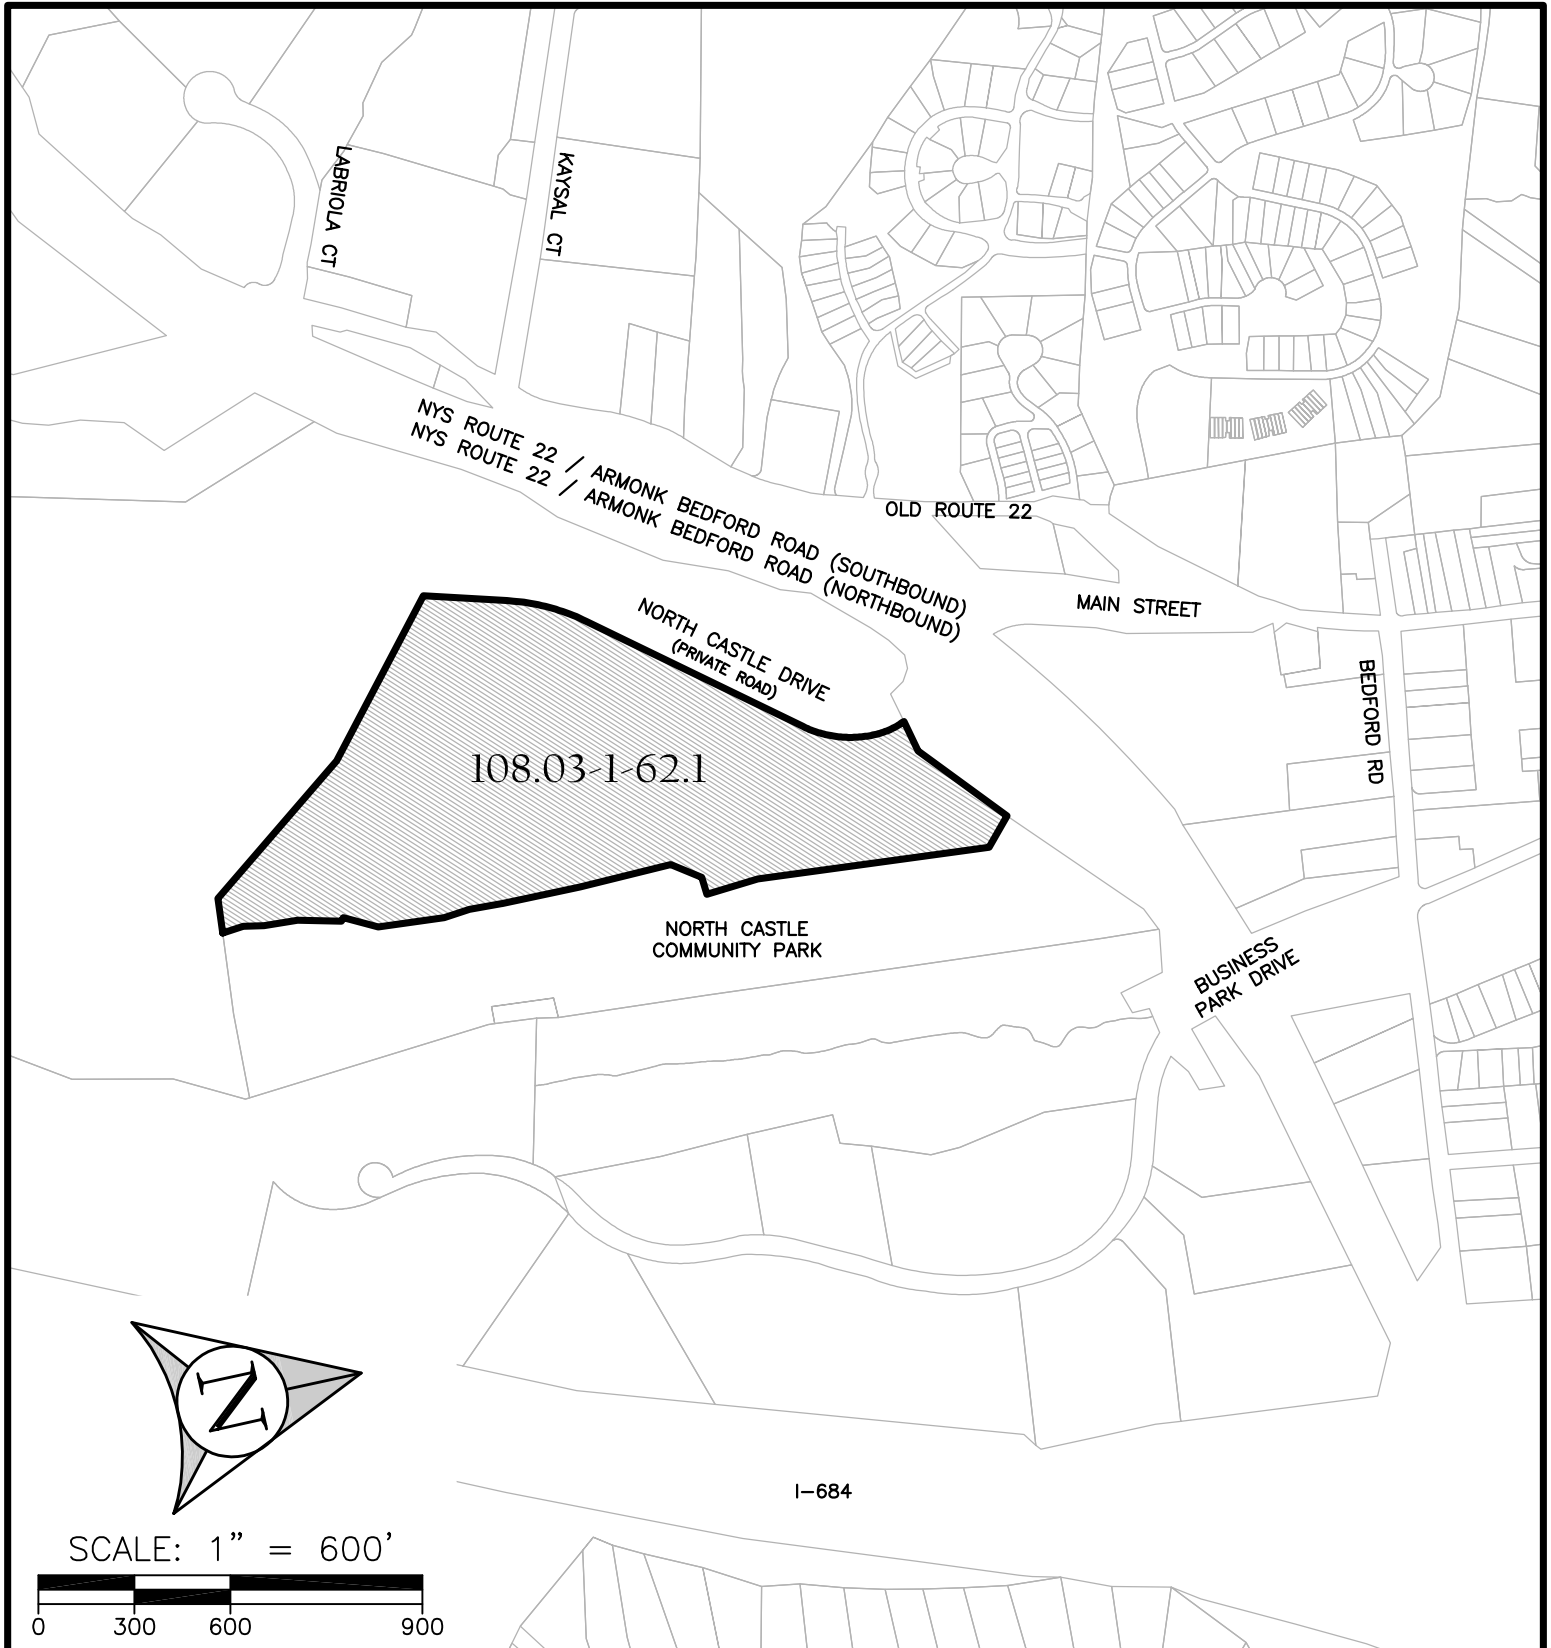 LABRIOLA CT
KAYSAL CT
NYS ROUTE 22 / ARMONK BEDFORD ROAD (SOUTHBOUND)
NYS ROUTE 22 / ARMONK BEDFORD ROAD (NORTHBOUND)
OLD ROUTE 22
MAIN STREET
NORTH CASTLE DRIVE
(PRIVATE ROAD)
BEDFORD RD
108.03-1-62.1
NORTH CASTLE
COMMUNITY PARK
BUSINESS
PARK DRIVE
N
I-684
SCALE: 1" = 600'
0 300 600 900